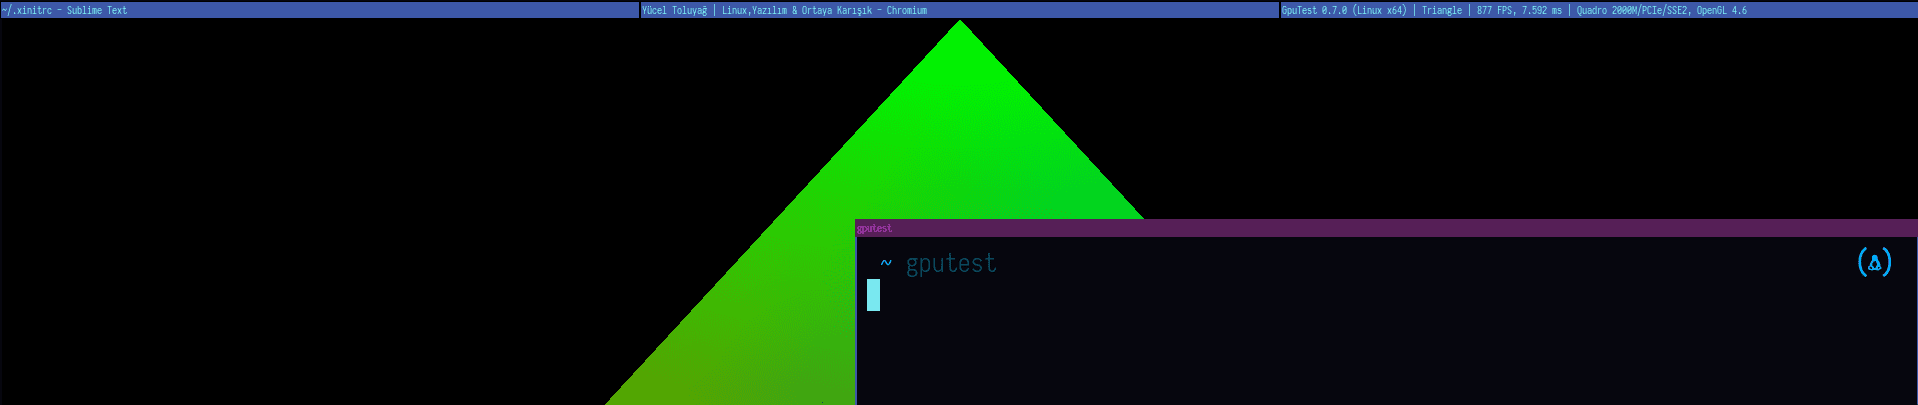 ~/.xinitrc - Sublime Text
Yücel Toluyağ | Linux,Yazılım & Ortaya Karışık - Chromium
GpuTest 0.7.0 (Linux x64) | Triangle | 877 FPS, 7.592 ms | Quadro 2000M/PCIe/SSE2, OpenGL 4.6
gputest
~ gputest